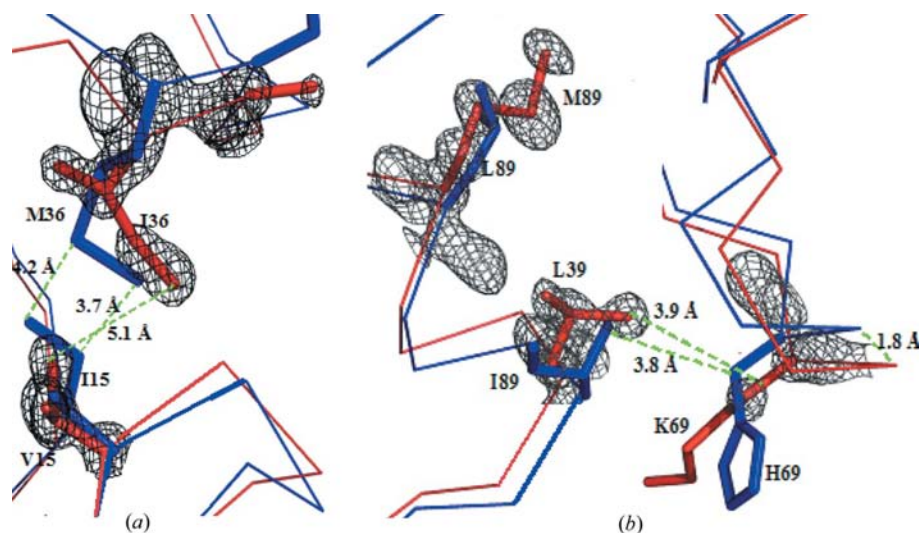 M89
L89
M36
I36
4.2 Å
3.7 Å
5.1 Å
L39
3.9 Å
1.8 Å
3.8 Å
I15
I89
K69
V15
H69
(a)
(b)